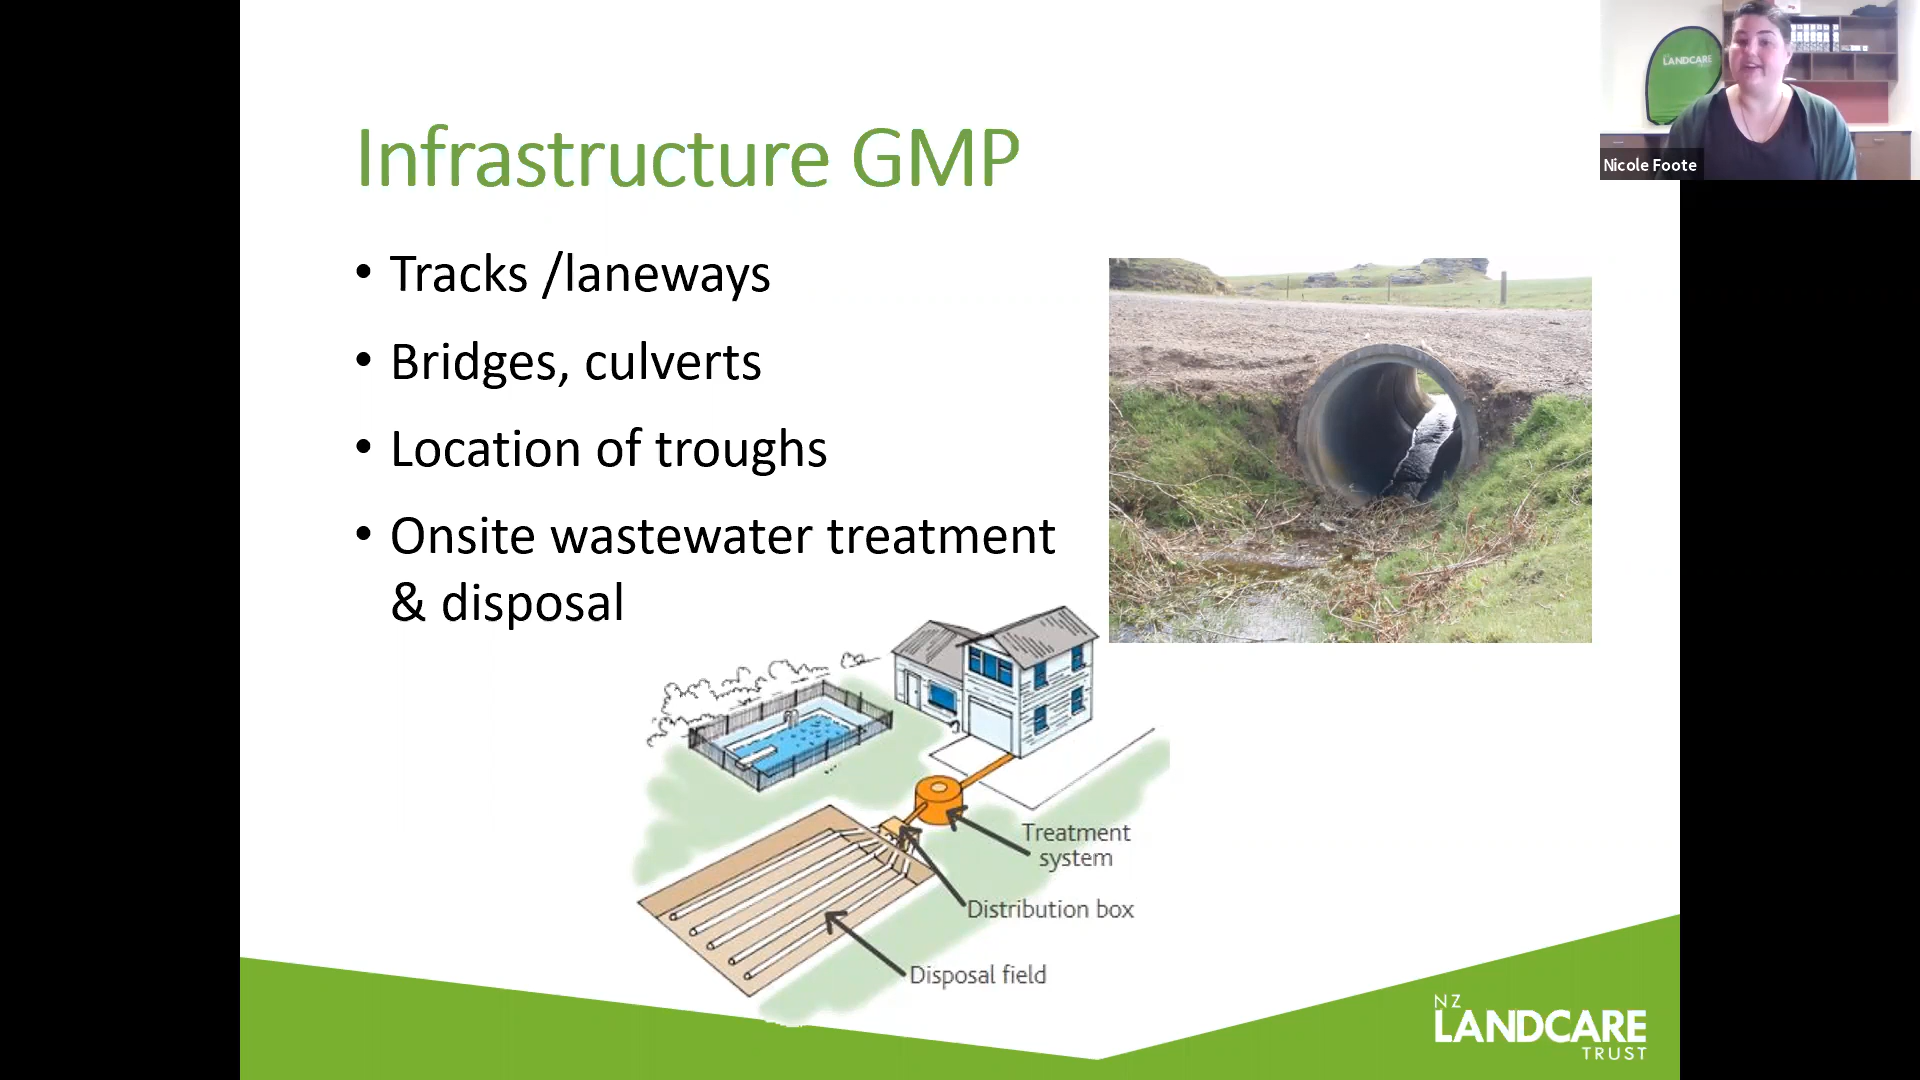 Infrastructure GMP
• Tracks /laneways
• Bridges, culverts
• Location of troughs
• Onsite wastewater treatment
& disposal
Treatment
system
Distribution box
Disposal field
NZ
LANDCARE
TRUST
LANDCARE
Nicole Foote